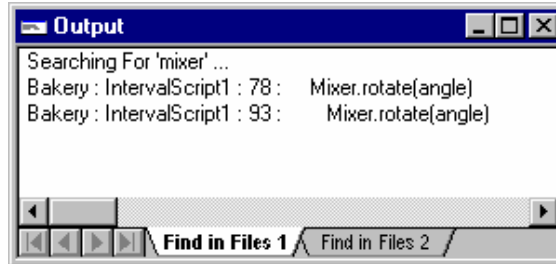 Output
Searching For 'mixer' ...
Bakery : IntervalScript1 : 78 : Mixer.rotate(angle)
Bakery : IntervalScript1 : 93 : Mixer.rotate(angle)
Find in Files 1 Find in Files 2